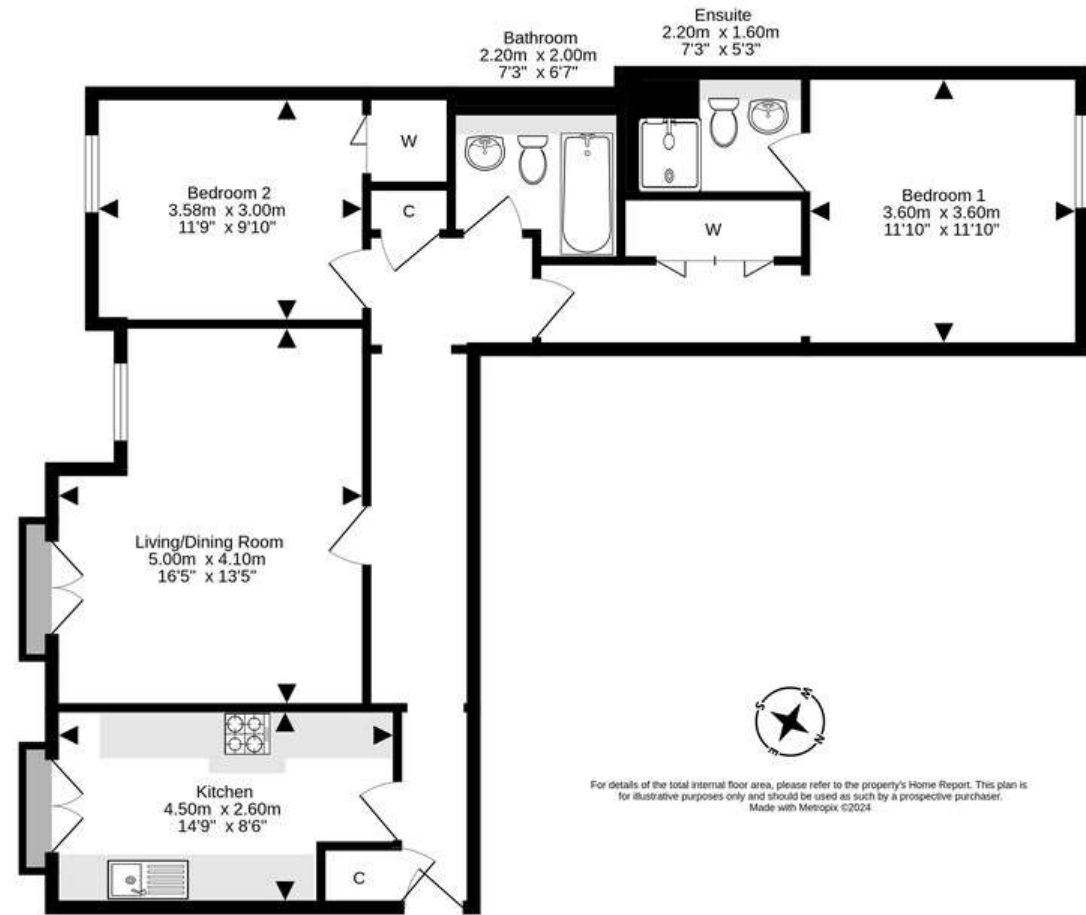 Ensuite
2.20m x 1.60m
7'3" x 5'3"
Bathroom
2.20m x 2.00m
7'3" x 6'7"
W
Bedroom 2
3.58m x 3.00m
11'9" x 9'10"
C
Bedroom 1
3.60m x 3.60m
11'10" x 11'10"
W
Living/Dining Room
5.00m x 4.10m
16'5" x 13'5"
W
S
N
E
Kitchen
4.50m x 2.60m
14'9" x 8'6"
C
For details of the total internal floor area, please refer to the property's Home Report. This plan is
for illustrative purposes only and should be used as such by a prospective purchaser.
Made with Metropix ©2024